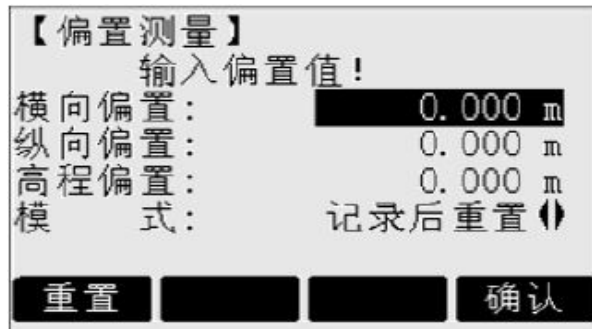 【偏置测量】
输入偏置值!
横向偏置: 0.000 m
纵向偏置: 0.000 m
高程偏置: 0.000 m
模 式: 记录后重置
重置 确认